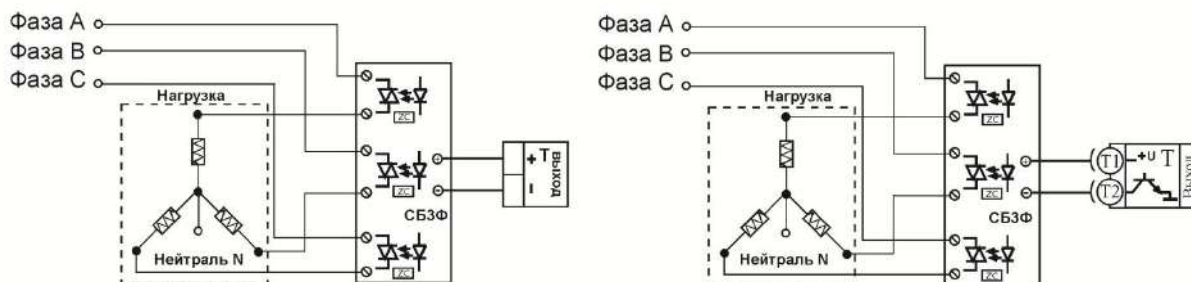 Фаза A
Фаза B
Фаза C
Нагрузка
Нейтраль N
ZC
ZC
ZC
СБ3Ф
+ Т
−
ВЫХОД
Фаза A
Фаза B
Фаза C
Нагрузка
Нейтраль N
ZC
ZC
ZC
СБ3Ф
T1
T2
+U T
Выход